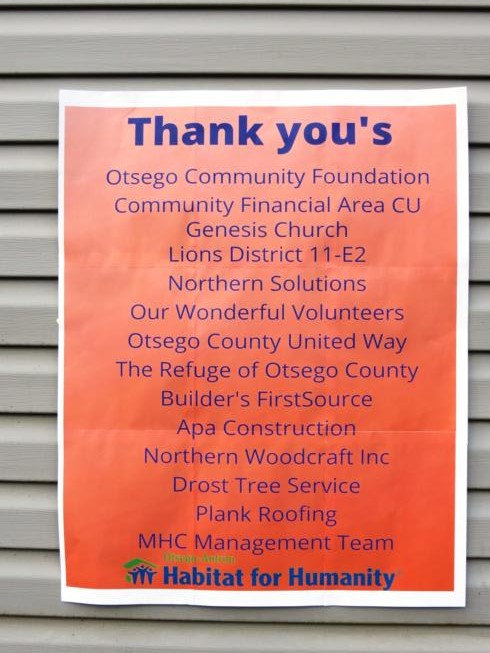 Thank you's
Otsego Community Foundation
Community Financial Area CU
Genesis Church
Lions District 11-E2
Northern Solutions
Our Wonderful Volunteers
Otsego County United Way
The Refuge of Otsego County
Builder's FirstSource
Apa Construction
Northern Woodcraft Inc
Drost Tree Service
Plank Roofing
MHC Management Team
Otsego-Antrim
Habitat for Humanity